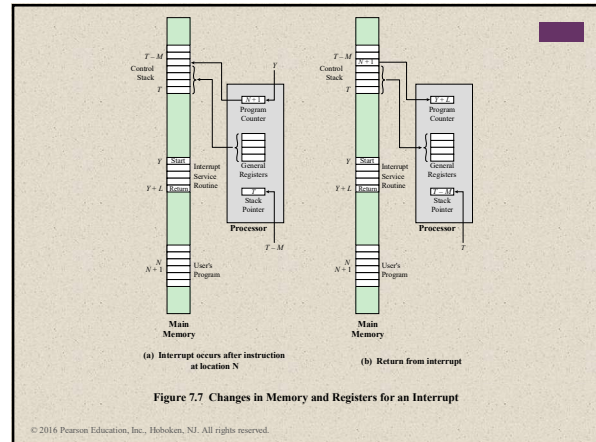 T – M
Control
Stack
T
N + 1
Program
Counter
Y
General
Registers
T
Stack
Pointer
Processor
T – M
Y
Start
Interrupt
Service
Routine
Y + L
Return
N
N + 1
User's
Program
Main
Memory
(a) Interrupt occurs after instruction
at location N
T – M
Control
Stack
N + 1
T
Y + L
Program
Counter
General
Registers
T – M
Stack
Pointer
Processor
T
Y
Start
Interrupt
Service
Routine
Y + L
Return
N
N + 1
User's
Program
Main
Memory
(b) Return from interrupt
Figure 7.7 Changes in Memory and Registers for an Interrupt
© 2016 Pearson Education, Inc., Hoboken, NJ. All rights reserved.